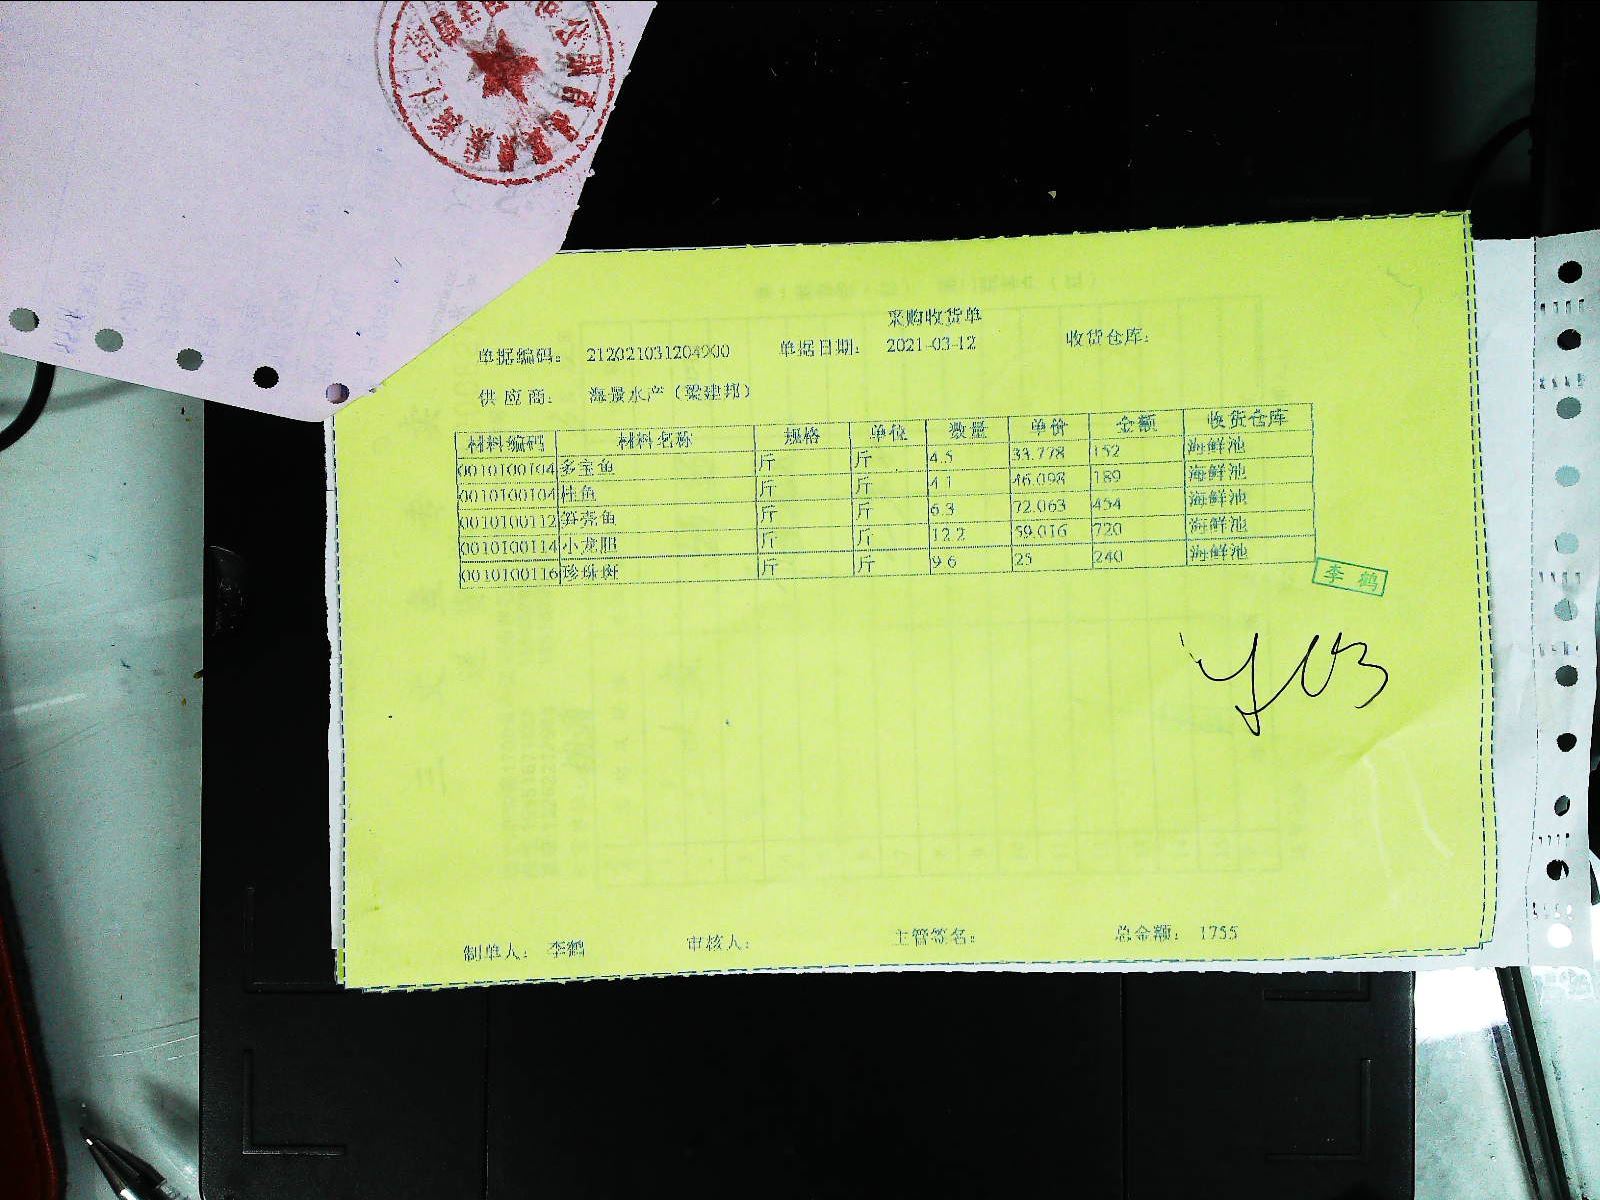 采购收货单
单据编码: 212021031204900 单据日期: 2021-03-12 收货仓库:
供应商: 海景水产（梁建邦）
材料编码 材料名称 规格 单位 数量 单价 金额 收货仓库
0010100104 多宝鱼 斤 斤 4.5 33.778 152 海鲜池
0010100104 桂鱼 斤 斤 4.1 46.098 189 海鲜池
0010100112 笋壳鱼 斤 斤 6.3 72.063 454 海鲜池
0010100114 小龙胆 斤 斤 12.2 59.016 720 海鲜池
0010100116 珍珠斑 斤 斤 9.6 25 240 海鲜池
李鹤
制单人: 李鹤 审核人: 主管签名: 总金额: 1755